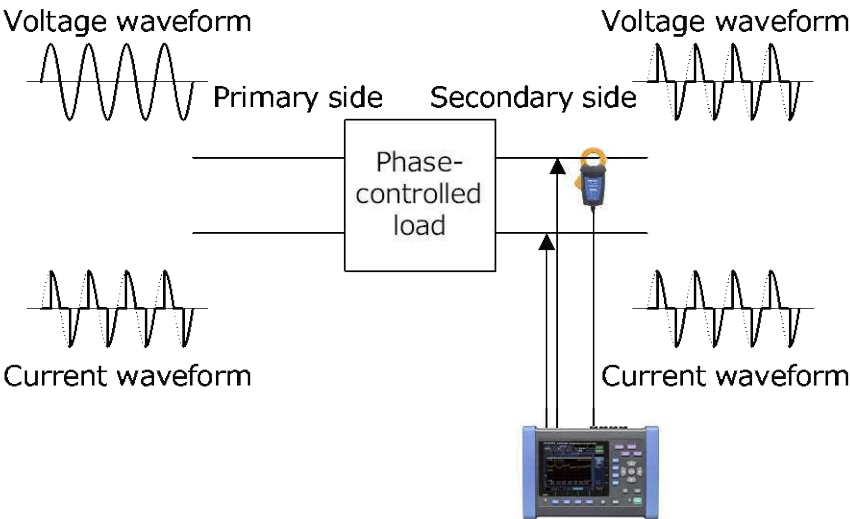 Voltage waveform
Voltage waveform
Primary side
Secondary side
Phase-
controlled
load
Current waveform
Current waveform